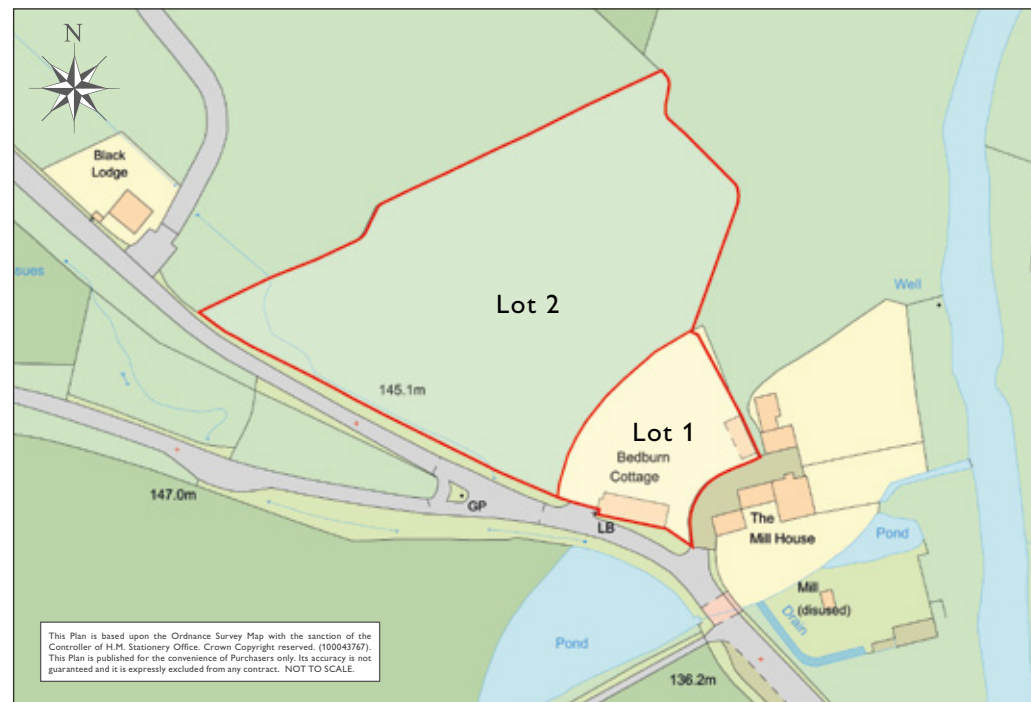 N
Black
Lodge
sues
Lot 2
Well
145.1m
Lot 1
Bedburn
Cottage
147.0m
GP
LB
The
Mill House
Pond
Mill
(disused)
Drain
Pond
136.2m
This Plan is based upon the Ordnance Survey Map with the sanction of the
Controller of H.M. Stationery Office. Crown Copyright reserved. (100043767).
This Plan is published for the convenience of Purchasers only. Its accuracy is not
guaranteed and it is expressly excluded from any contract. NOT TO SCALE.